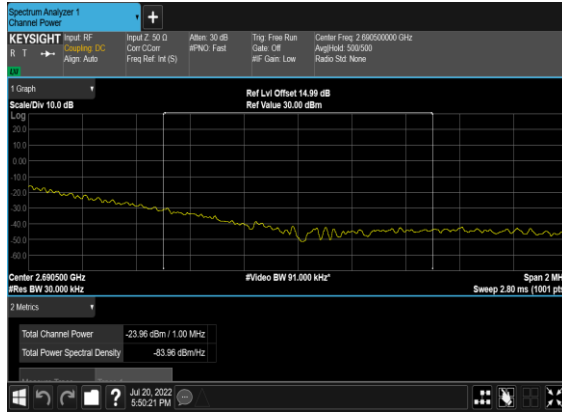 Spectrum Analyzer 1
Channel Power
+
KEYSIGHT Input: RF Input Z: 50 Ω Atten: 30 dB Trig: Free Run Center Freq: 2.690500000 GHz
R T Coupling: DC Corr CCorr #PNO: Fast Gate: Off Avg|Hold: 500/500
Align: Auto Freq Ref: Int (S) #IF Gain: Low Radio Std: None
1 Graph
Ref Lvl Offset 14.99 dB
Scale/Div 10.0 dB Ref Value 30.00 dBm
Log
20.0
10.0
0.00
-10.0
-20.0
-30.0
-40.0
-50.0
-60.0
Center 2.690500 GHz #Video BW 91.000 kHz* Span 2 MH
#Res BW 30.000 kHz Sweep 2.80 ms (1001 pts
2 Metrics
Total Channel Power -23.96 dBm / 1.00 MHz
Total Power Spectral Density -83.96 dBm/Hz
? Jul 20, 2022
5:50:21 PM